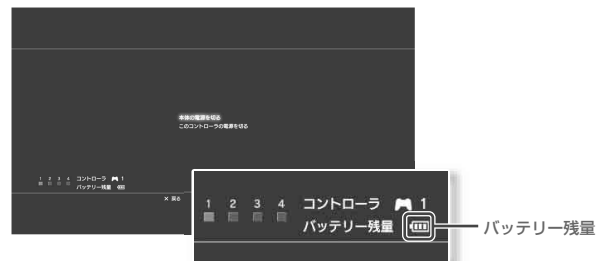 本体の電源を切る
このコントローラの電源を切る
1 2 3 4 コントローラ 1
バッテリー残量
× 戻る
1 2 3 4 コントローラ 1
バッテリー残量
バッテリー残量